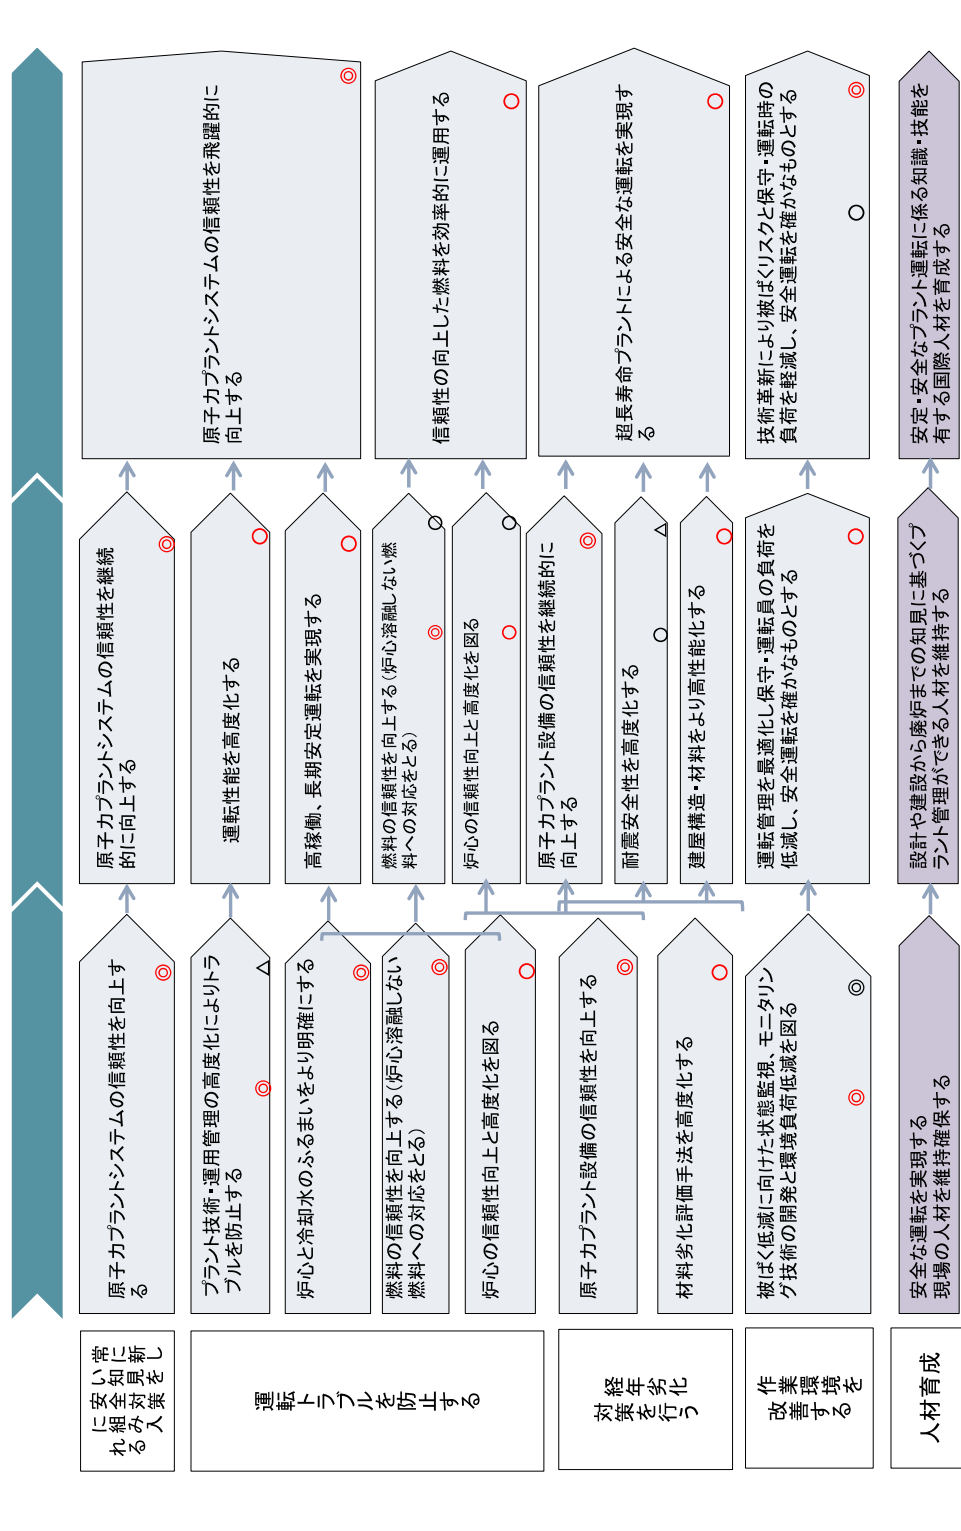 常に新し
い知見を
安全対策
に組み入
れる
原子力プラントシステムの信頼性を向上す
る
原子力プラントシステムの信頼性を継続
的に向上する
原子力プラントシステムの信頼性を飛躍的に
向上する
運転トラブルを防止する
プラント技術・運用管理の高度化によりトラ
ブルを防止する
運転性能を高度化する
炉心と冷却水のふるまいをより明確にする
高稼働、長期安定運転を実現する
燃料の信頼性を向上する(炉心溶融しない
燃料への対応をとる)
燃料の信頼性を向上する(炉心溶融しない燃
料への対応をとる)
信頼性の向上した燃料を効率的に運用する
炉心の信頼性向上と高度化を図る
炉心の信頼性向上と高度化を図る
経年劣化
対策を行う
原子力プラント設備の信頼性を向上する
原子力プラント設備の信頼性を継続的に
向上する
超長寿命プラントによる安全な運転を実現す
る
耐震安全性を高度化する
材料劣化評価手法を高度化する
建屋構造・材料をより高性能化する
作業環境を
改善する
被ばく低減に向けた状態監視、モニタリン
グ技術の開発と環境負荷低減を図る
運転管理を最適化し保守・運転員の負荷を
低減し、安全運転を確かなものとする
技術革新により被ばくリスクと保守・運転時の
負荷を軽減し、安全運転を確かなものとする
人材育成
安全な運転を実現する
現場の人材を維持確保する
設計や建設から廃炉までの知見に基づくプ
ラント管理ができる人材を維持する
安定・安全なプラント運転に係る知識・技能を
有する国際人材を育成する